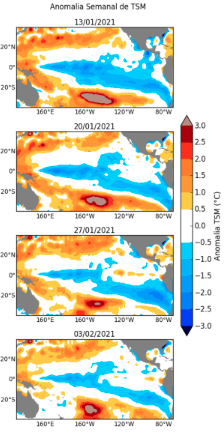 Anomalia Semanal de TSM
13/01/2021
20°N
0°
20°S
160°E 160°W 120°W 80°W
20/01/2021
20°N
0°
20°S
160°E 160°W 120°W 80°W
27/01/2021
20°N
0°
20°S
160°E 160°W 120°W 80°W
03/02/2021
20°N
0°
20°S
160°E 160°W 120°W 80°W
3.0
2.5
2.0
1.5
1.0
0.5
0.0
−0.5
−1.0
−1.5
−2.0
−2.5
−3.0
Anomalia TSM (°C)